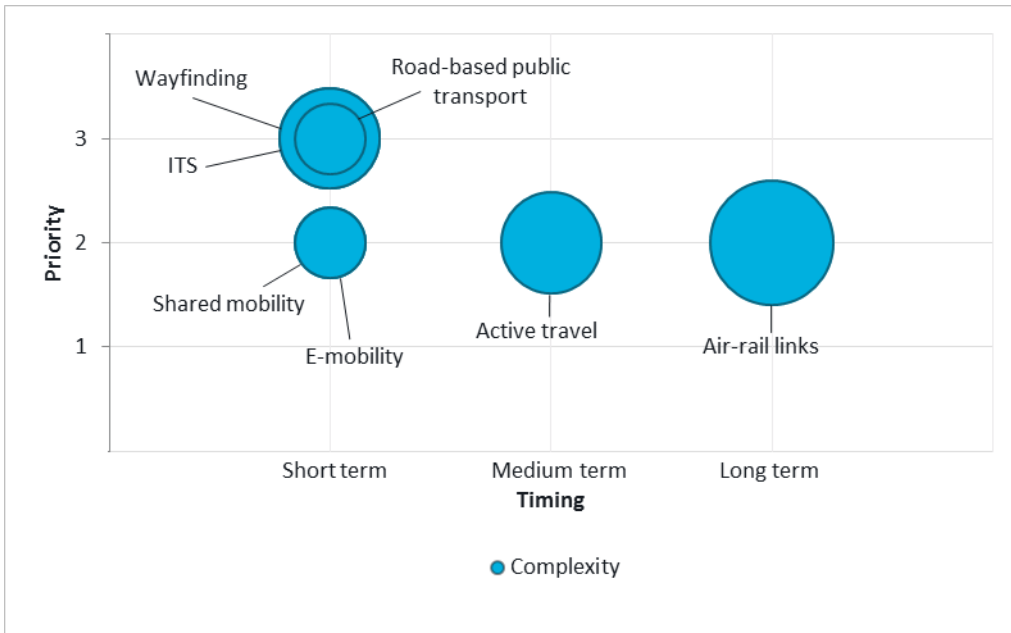 Wayfinding
Road-based public
transport
3
ITS
Priority
2
Shared mobility
Active travel
E-mobility
Air-rail links
1
Short term
Medium term
Long term
Timing
Complexity